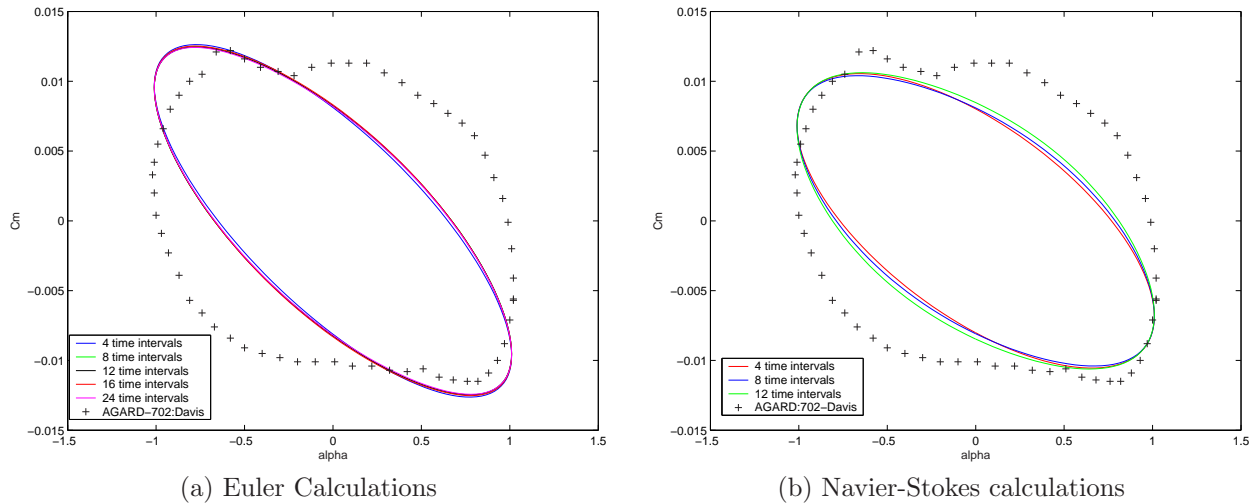 0.015
0.01
0.005
0
−0.005
−0.01
−0.015
Cm
−1.5
−1
−0.5
0
0.5
1
1.5
alpha
4 time intervals
8 time intervals
12 time intervals
16 time intervals
24 time intervals
AGARD−702:Davis
(a) Euler Calculations
0.015
0.01
0.005
0
−0.005
−0.01
−0.015
Cm
−1.5
−1
−0.5
0
0.5
1
1.5
alpha
4 time intervals
8 time intervals
12 time intervals
AGARD:702−Davis
(b) Navier-Stokes calculations